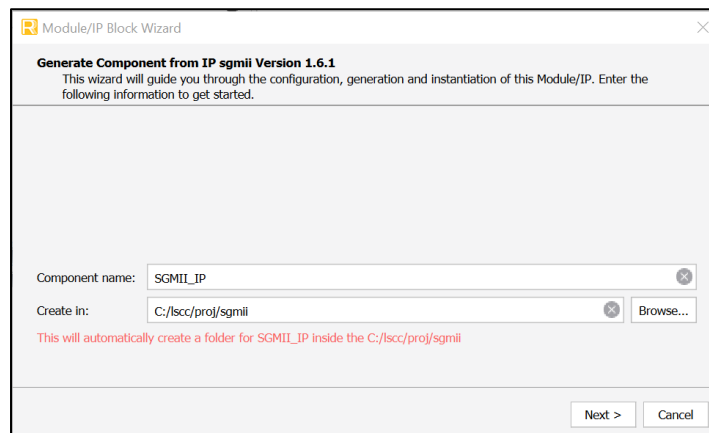 Module/IP Block Wizard
Generate Component from IP sgmii Version 1.6.1
This wizard will guide you through the configuration, generation and instantiation of this Module/IP. Enter the
following information to get started.
Component name: SGMII_IP
Create in: C:/lscc/proj/sgmii Browse...
This will automatically create a folder for SGMII_IP inside the C:/lscc/proj/sgmii
Next > Cancel